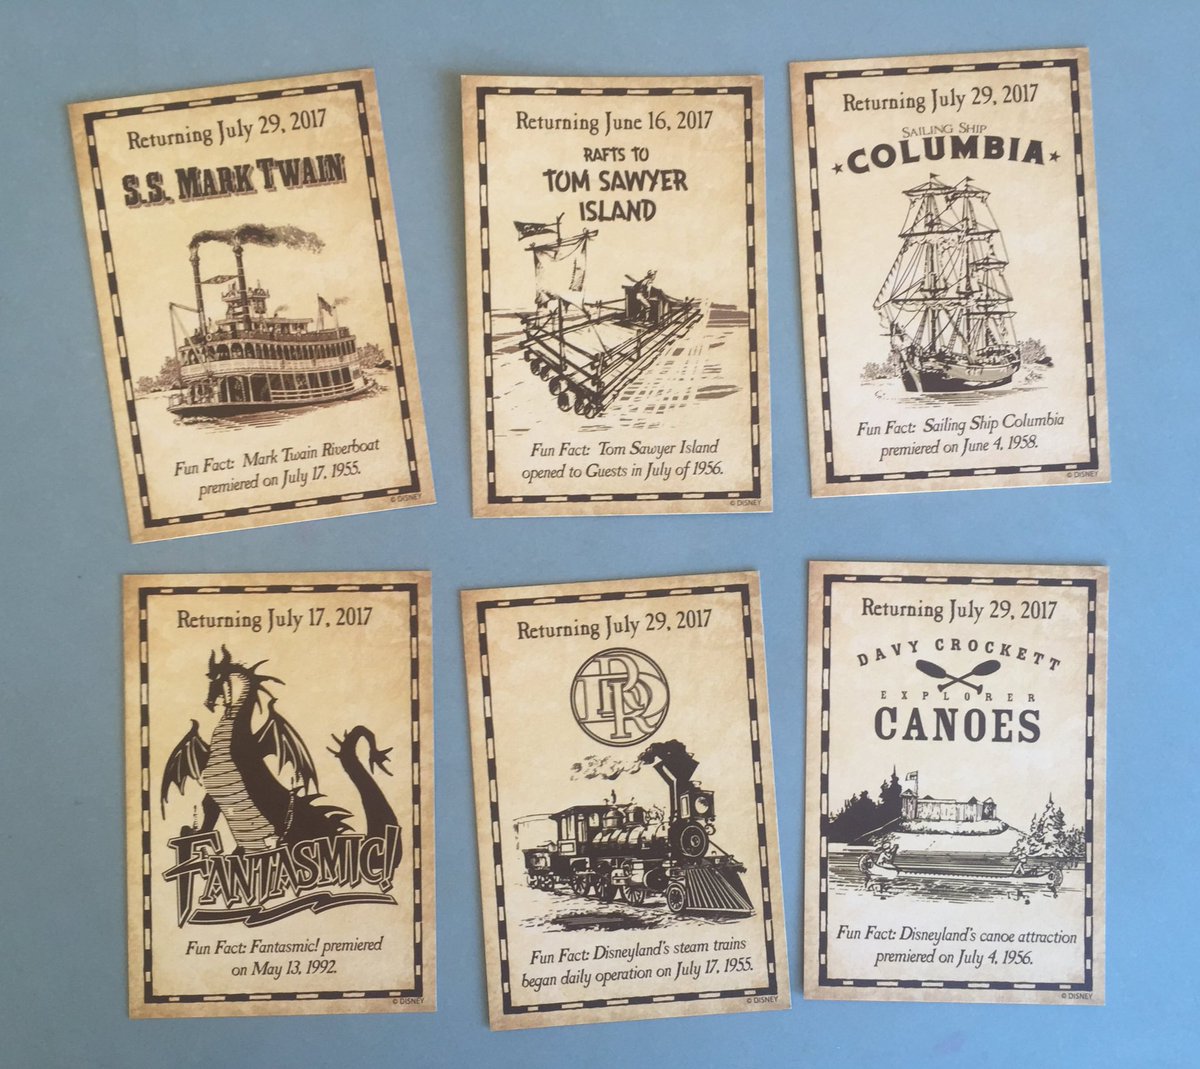 Returning July 29, 2017
S.S. MARK TWAIN
Fun Fact: Mark Twain Riverboat
premiered on July 17, 1955.
© DISNEY
Returning June 16, 2017
RAFTS TO
TOM SAWYER
ISLAND
Fun Fact: Tom Sawyer Island
opened to Guests in July of 1956.
© DISNEY
Returning July 29, 2017
SAILING SHIP
COLUMBIA
Fun Fact: Sailing Ship Columbia
premiered on June 4, 1958.
© DISNEY
Returning July 17, 2017
FANTASMIC!
Fun Fact: Fantasmic! premiered
on May 13, 1992.
© DISNEY
Returning July 29, 2017
DRR
Fun Fact: Disneyland's steam trains
began daily operation on July 17, 1955.
© DISNEY
Returning July 29, 2017
DAVY CROCKETT
EXPLORER
CANOES
Fun Fact: Disneyland's canoe attraction
premiered on July 4, 1956.
© DISNEY